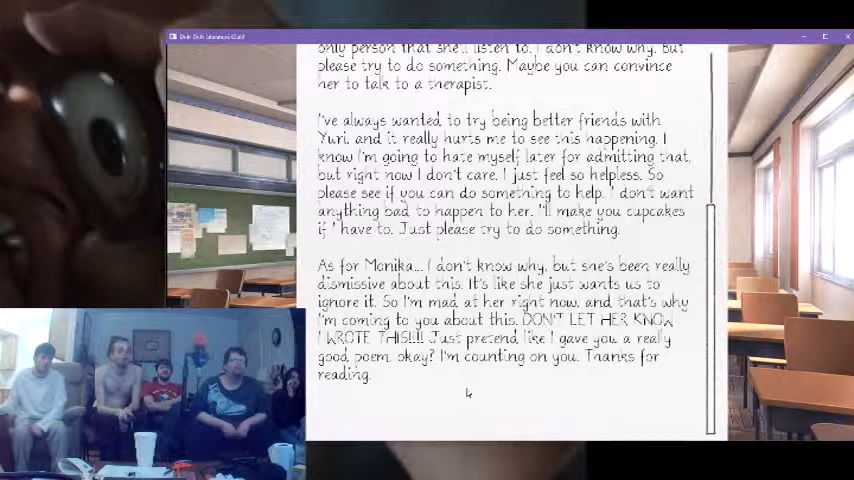 Doki Doki Literature Club!
only person that she'll listen to. I don't know why. But
please try to do something. Maybe you can convince
her to talk to a therapist.
I've always wanted to try being better friends with
Yuri, and it really hurts me to see this happening. I
know I'm going to hate myself later for admitting that,
but right now I don't care. I just feel so helpless. So
please see if you can do something to help. I don't want
anything bad to happen to her. I'll make you cupcakes
if I have to. Just please try to do something.
As for Monika... I don't know why, but she's been really
dismissive about this. It's like she just wants us to
ignore it. So I'm mad at her right now, and that's why
I'm coming to you about this. DON'T LET HER KNOW
I WROTE THIS!!!! Just pretend like I gave you a really
good poem, okay? I'm counting on you. Thanks for
reading.